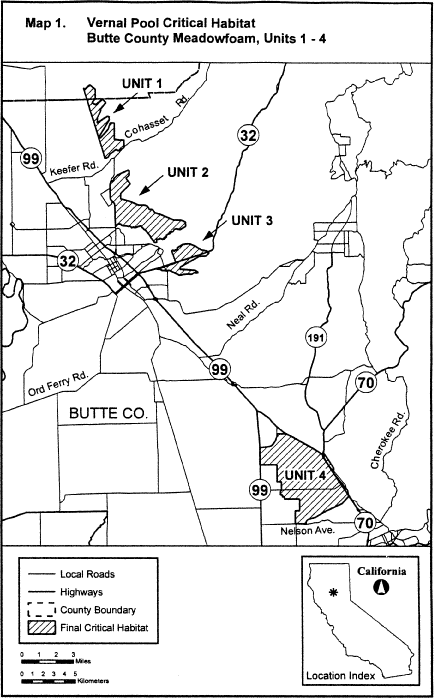 Map 1. Vernal Pool Critical Habitat
Butte County Meadowfoam, Units 1 - 4
UNIT 1
Cohasset Rd
32
99
Keefer Rd.
UNIT 2
UNIT 3
32
Neal Rd.
191
99
70
Ord Ferry Rd.
BUTTE CO.
Cherokee Rd.
UNIT 4
99
70
Nelson Ave.
Local Roads
Highways
County Boundary
Final Critical Habitat
0 1 2 3
Miles
0 1 2 3 4 5
Kilometers
California
Location Index